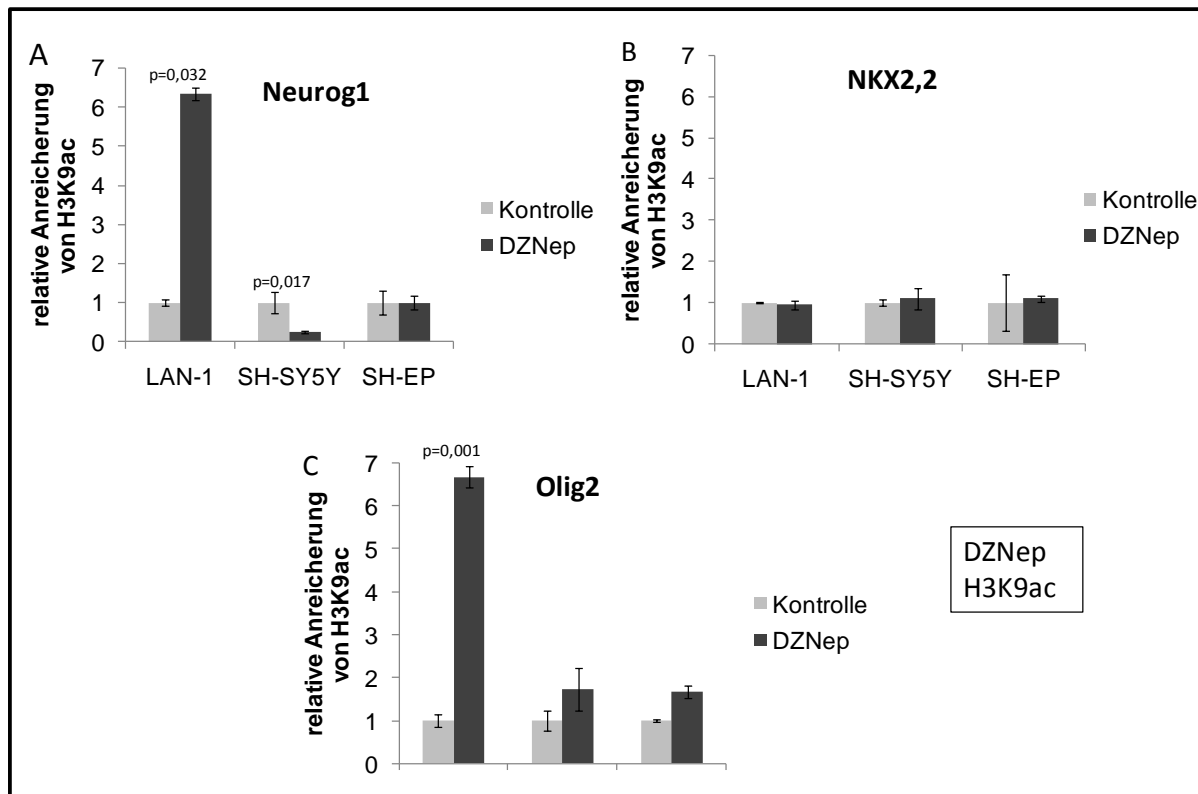 A
Neurog1
relative Anreicherung
von H3K9ac
7
6
5
4
3
2
1
0
p=0,032
p=0,017
LAN-1 SH-SY5Y SH-EP
Kontrolle
DZNep
B
NKX2,2
relative Anreicherung
von H3K9ac
7
6
5
4
3
2
1
0
LAN-1 SH-SY5Y SH-EP
Kontrolle
DZNep
C
Olig2
relative Anreicherung
von H3K9ac
7
6
5
4
3
2
1
0
p=0,001
Kontrolle
DZNep
DZNep
H3K9ac